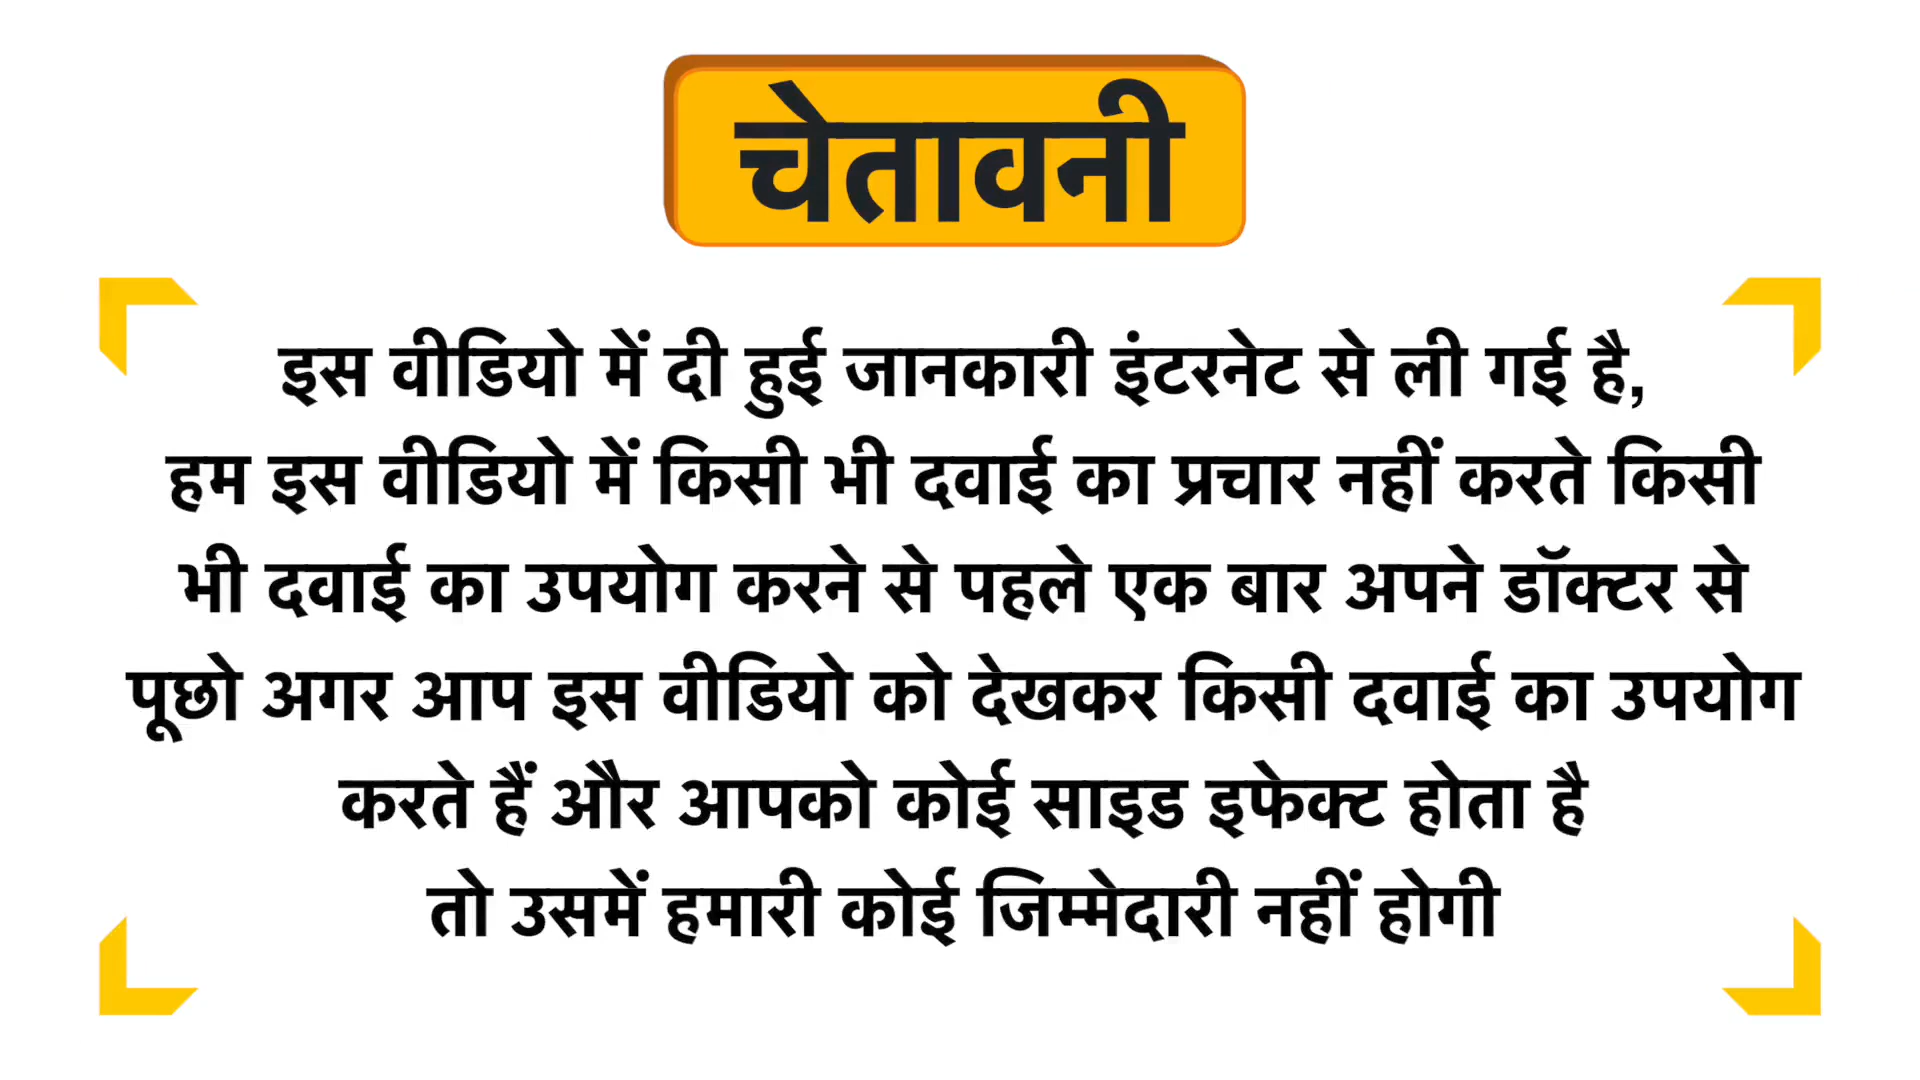 चेतावनी
इस वीडियो में दी हुई जानकारी इंटरनेट से ली गई है,
हम इस वीडियो में किसी भी दवाई का प्रचार नहीं करते किसी
भी दवाई का उपयोग करने से पहले एक बार अपने डॉक्टर से
पूछो अगर आप इस वीडियो को देखकर किसी दवाई का उपयोग
करते हैं और आपको कोई साइड इफेक्ट होता है
तो उसमें हमारी कोई जिम्मेदारी नहीं होगी